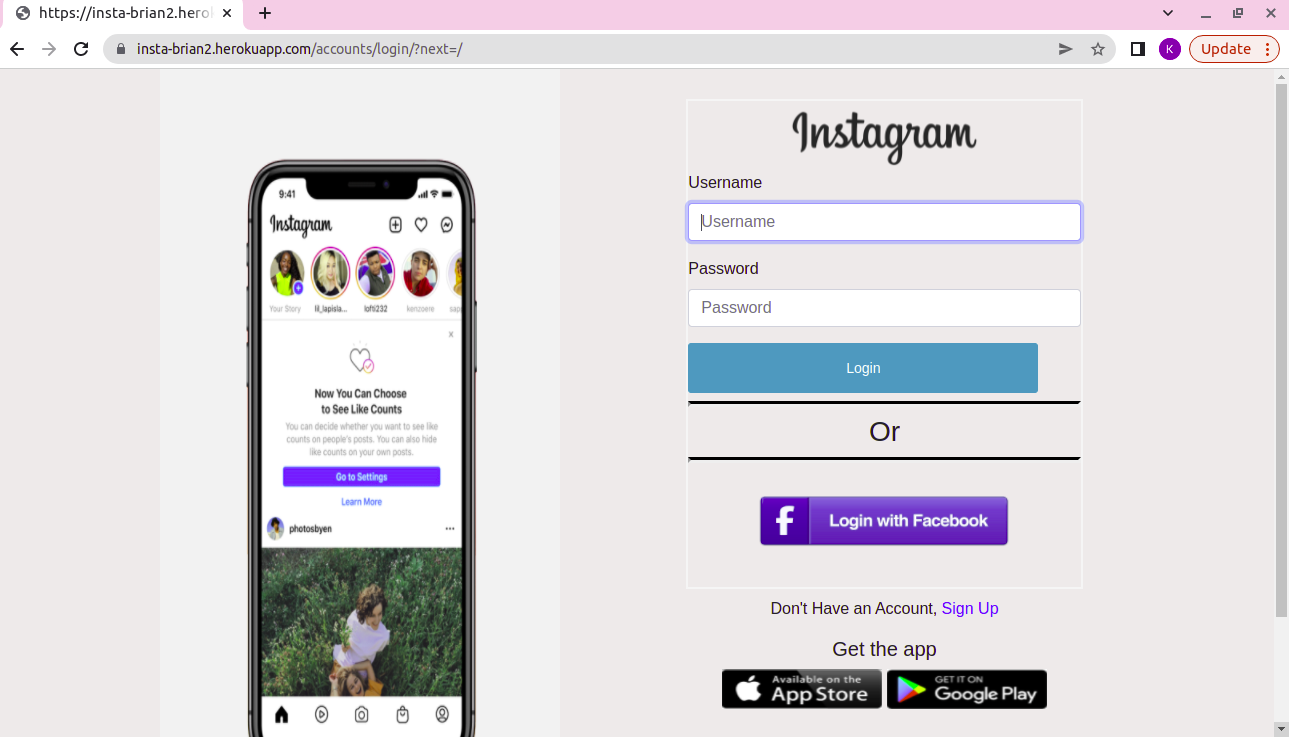 https://insta-brian2.hero
insta-brian2.herokuapp.com/accounts/login/?next=/
K
Update
9:41
Instagram
Your Story
lil_lapisla...
lofti232
kenzoere
sap
Now You Can Choose
to See Like Counts
You can decide whether you want to see like
counts on people's posts. You can also hide
like counts on your own posts.
Go to Settings
Learn More
photosbyen
Instagram
Username
Username
Password
Password
Login
Or
f
Login with Facebook
Don't Have an Account, Sign Up
Get the app
Available on the
App Store
GET IT ON
Google Play